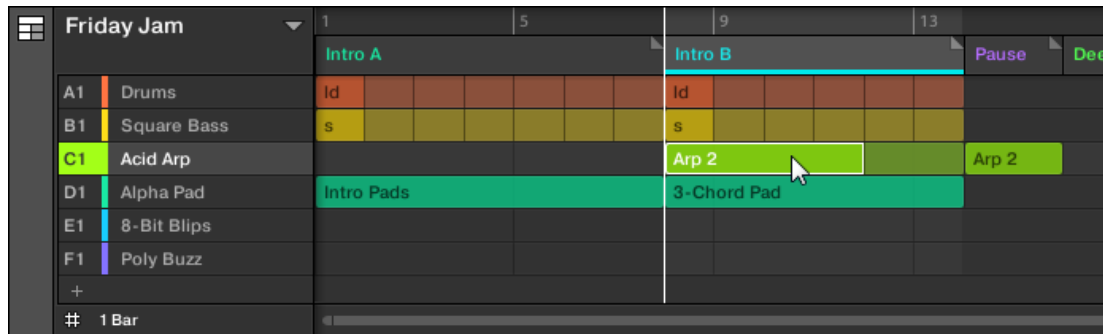 Friday Jam 1 5 9 13
Intro A Intro B Pause Dee
A1 Drums Id Id
B1 Square Bass s s
C1 Acid Arp Arp 2 Arp 2
D1 Alpha Pad Intro Pads 3-Chord Pad
E1 8-Bit Blips
F1 Poly Buzz
+
# 1 Bar